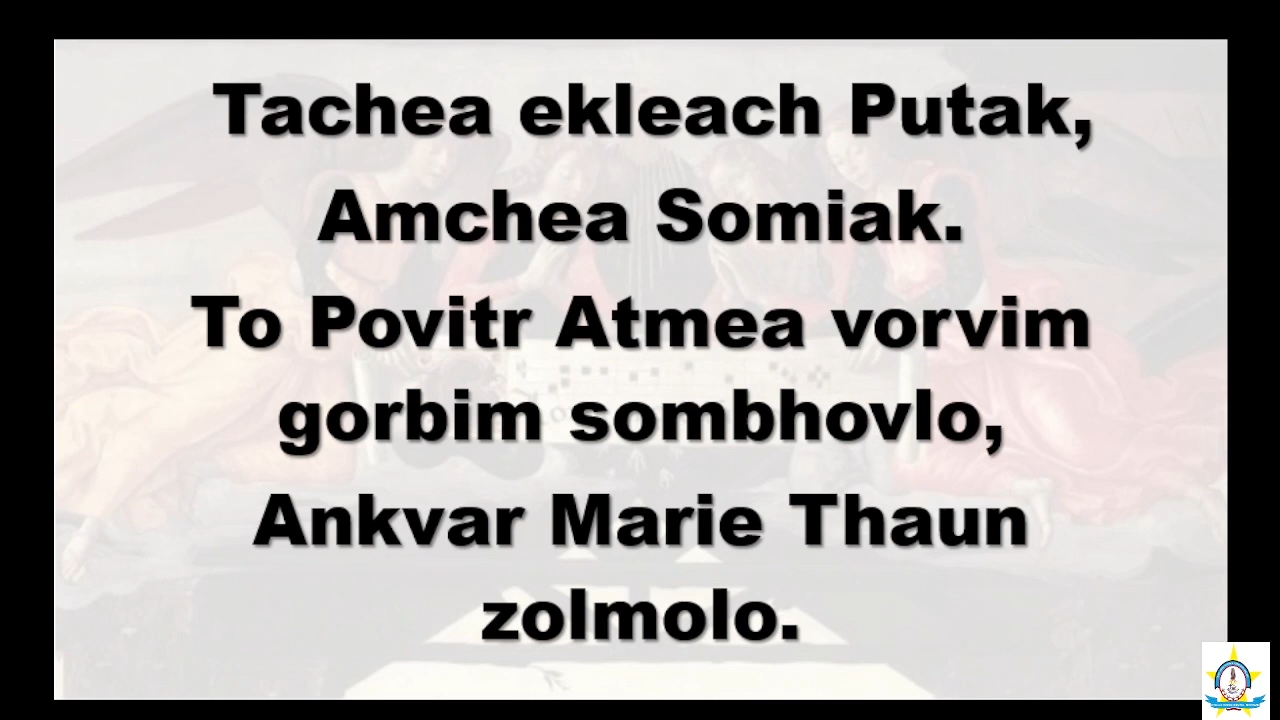 Tachea ekleach Putak,
Amchea Somiak.
To Povitr Atmea vorvim
gorbim sombhovlo,
Ankvar Marie Thaun
zolmolo.